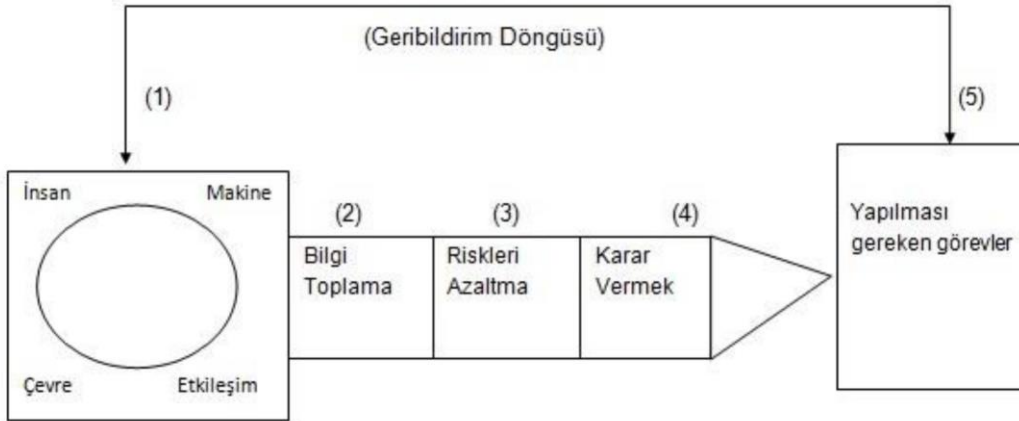 (Geribildirim Döngüsü)
(1)
(5)
İnsan
Makine
Çevre
Etkileşim
(2)
(3)
(4)
Bilgi
Toplama
Riskleri
Azaltma
Karar
Vermek
Yapılması
gereken görevler